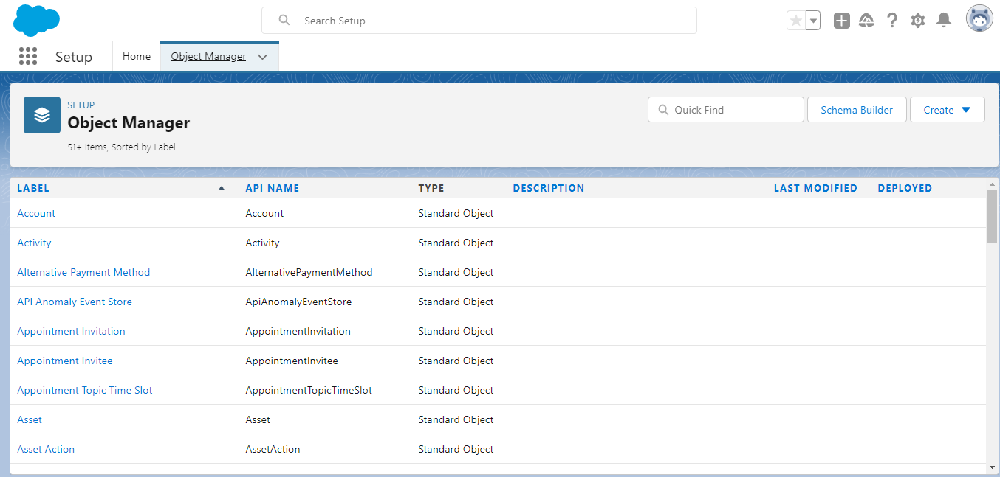 Search Setup
Setup Home Object Manager
SETUP
Object Manager
51+ Items, Sorted by Label
Quick Find Schema Builder Create
LABEL API NAME TYPE DESCRIPTION LAST MODIFIED DEPLOYED
Account Account Standard Object
Activity Activity Standard Object
Alternative Payment Method AlternativePaymentMethod Standard Object
API Anomaly Event Store ApiAnomalyEventStore Standard Object
Appointment Invitation AppointmentInvitation Standard Object
Appointment Invitee AppointmentInvitee Standard Object
Appointment Topic Time Slot AppointmentTopicTimeSlot Standard Object
Asset Asset Standard Object
Asset Action AssetAction Standard Object